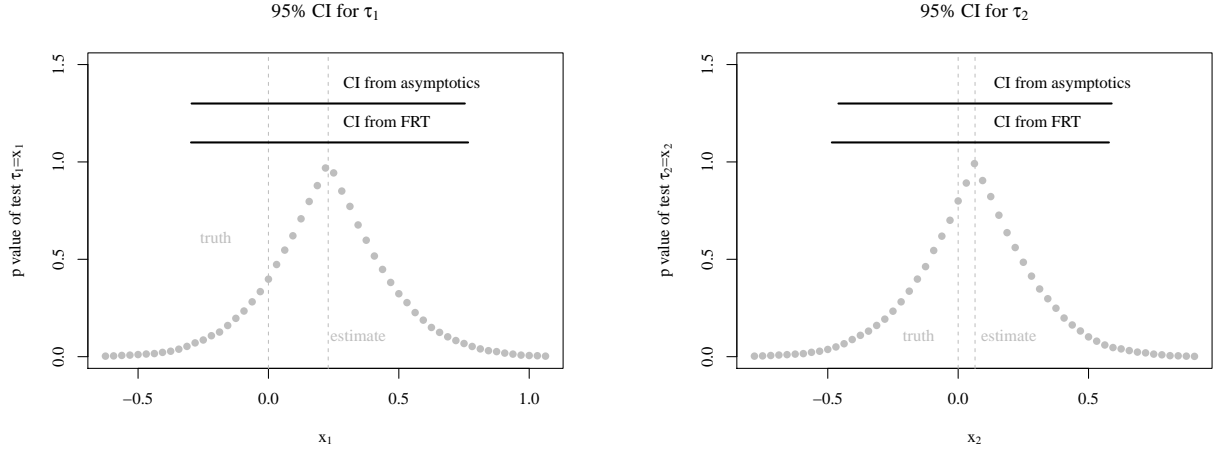 95% CI for τ₁
1.5
1.0
0.5
0.0
p value of test τ₁=x₁
CI from asymptotics
CI from FRT
truth
estimate
−0.5
0.0
0.5
1.0
x₁
95% CI for τ₂
1.5
1.0
0.5
0.0
p value of test τ₂=x₂
CI from asymptotics
CI from FRT
truth
estimate
−0.5
0.0
0.5
x₂